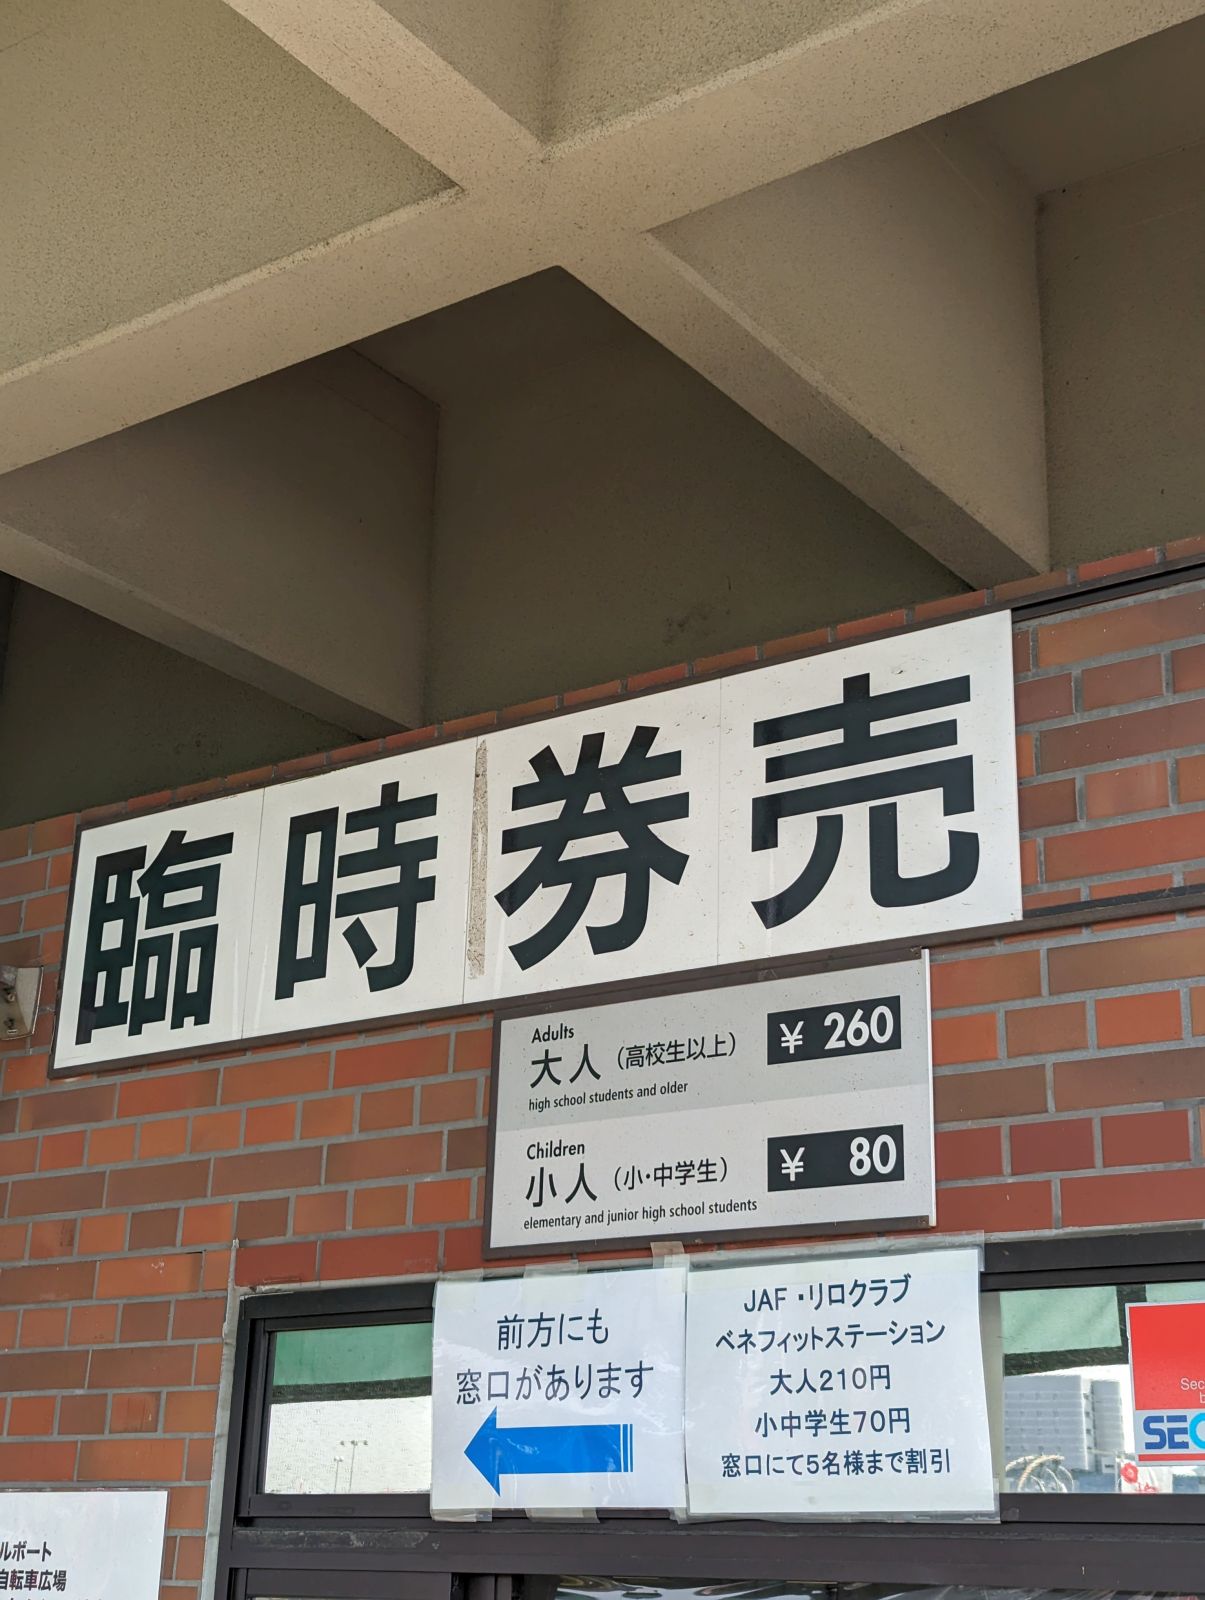 臨時券売
Adults
大人（高校生以上） ¥ 260
high school students and older
Children
小人（小・中学生） ¥ 80
elementary and junior high school students
前方にも
窓口があります
JAF・リロクラブ
ベネフィットステーション
大人210円
小中学生70円
窓口にて5名様まで割引
ルボート
自転車広場